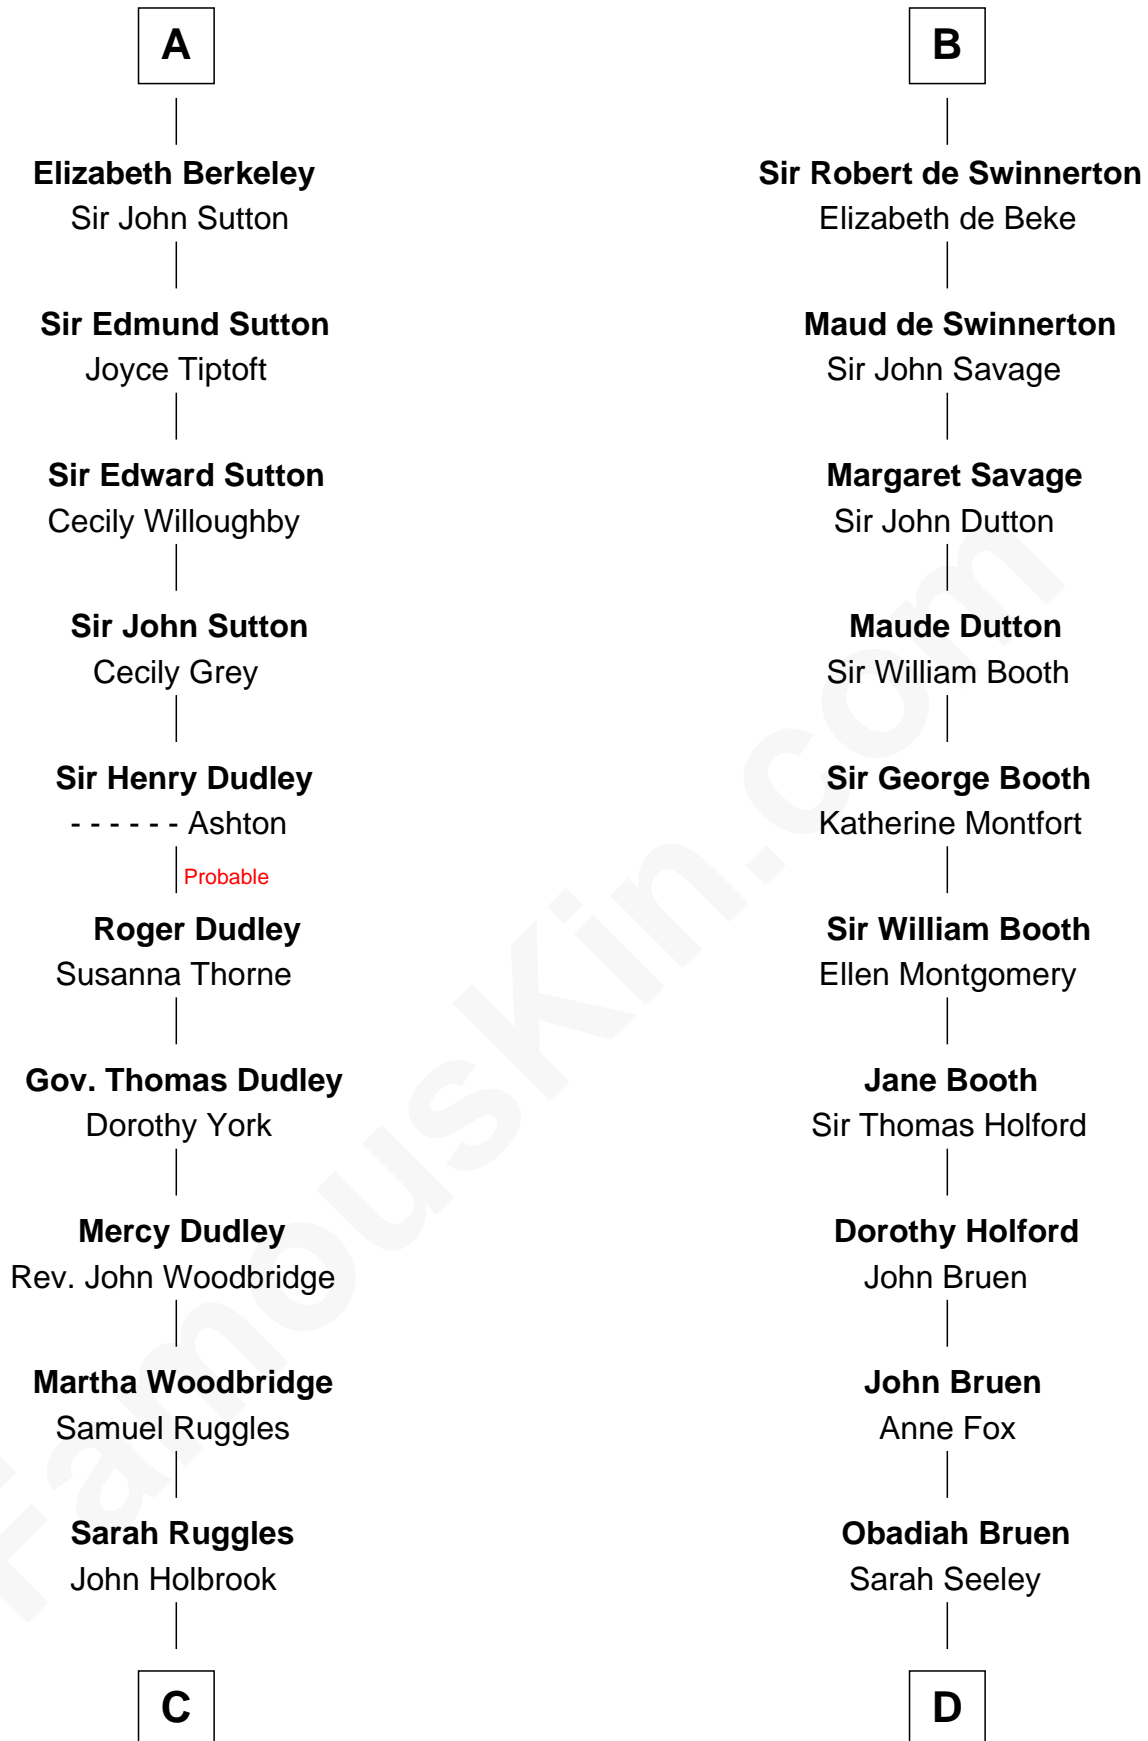 A
Elizabeth Berkeley
Sir John Sutton
Sir Edmund Sutton
Joyce Tiptoft
Sir Edward Sutton
Cecily Willoughby
Sir John Sutton
Cecily Grey
Sir Henry Dudley
- - - - - - Ashton
Probable
Roger Dudley
Susanna Thorne
Gov. Thomas Dudley
Dorothy York
Mercy Dudley
Rev. John Woodbridge
Martha Woodbridge
Samuel Ruggles
Sarah Ruggles
John Holbrook
C
B
Sir Robert de Swinnerton
Elizabeth de Beke
Maud de Swinnerton
Sir John Savage
Margaret Savage
Sir John Dutton
Maude Dutton
Sir William Booth
Sir George Booth
Katherine Montfort
Sir William Booth
Ellen Montgomery
Jane Booth
Sir Thomas Holford
Dorothy Holford
John Bruen
John Bruen
Anne Fox
Obadiah Bruen
Sarah Seeley
D
FamousKin.com